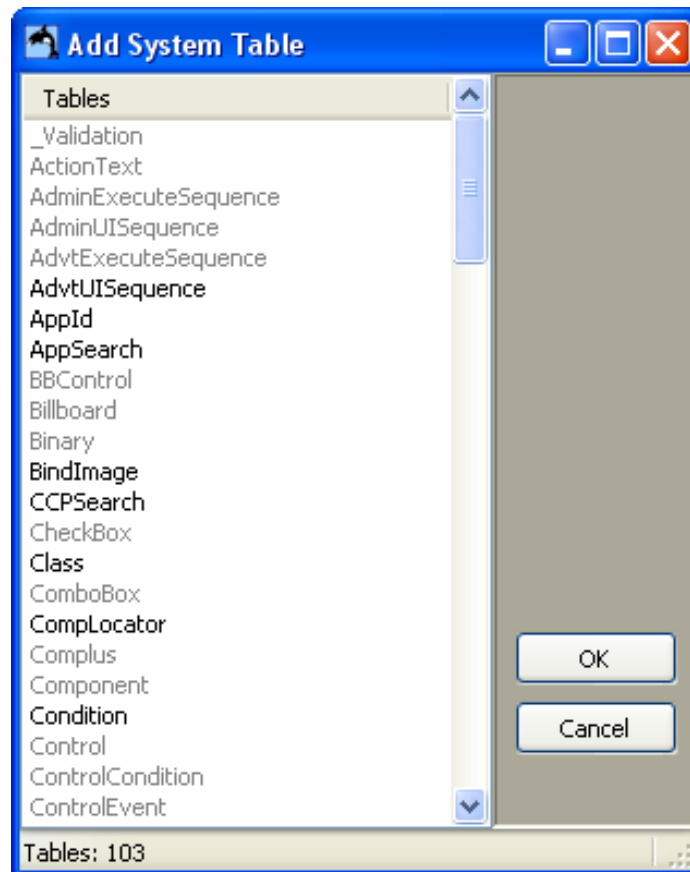 Add System Table
Tables
_Validation
ActionText
AdminExecuteSequence
AdminUISequence
AdvtExecuteSequence
AdvtUISequence
AppId
AppSearch
BBControl
Billboard
Binary
BindImage
CCPSearch
CheckBox
Class
ComboBox
CompLocator
Complus
Component
Condition
Control
ControlCondition
ControlEvent
OK
Cancel
Tables: 103